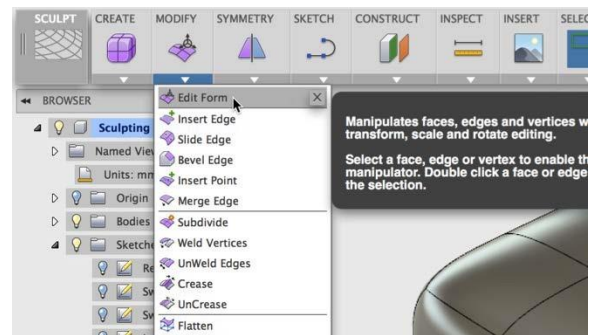 SCULPT CREATE MODIFY SYMMETRY SKETCH CONSTRUCT INSPECT INSERT
BROWSER
Edit Form
Insert Edge
Slide Edge
Bevel Edge
Insert Point
Merge Edge
Subdivide
Weld Vertices
UnWeld Edges
Crease
UnCrease
Flatten
Sculpting
Named
Units: mm
Origin
Bodies
Manipulates faces, edges and vertices
transform, scale and rotate editing.
Select a face, edge or vertex to enable
manipulator. Double click a face or edge
the selection.